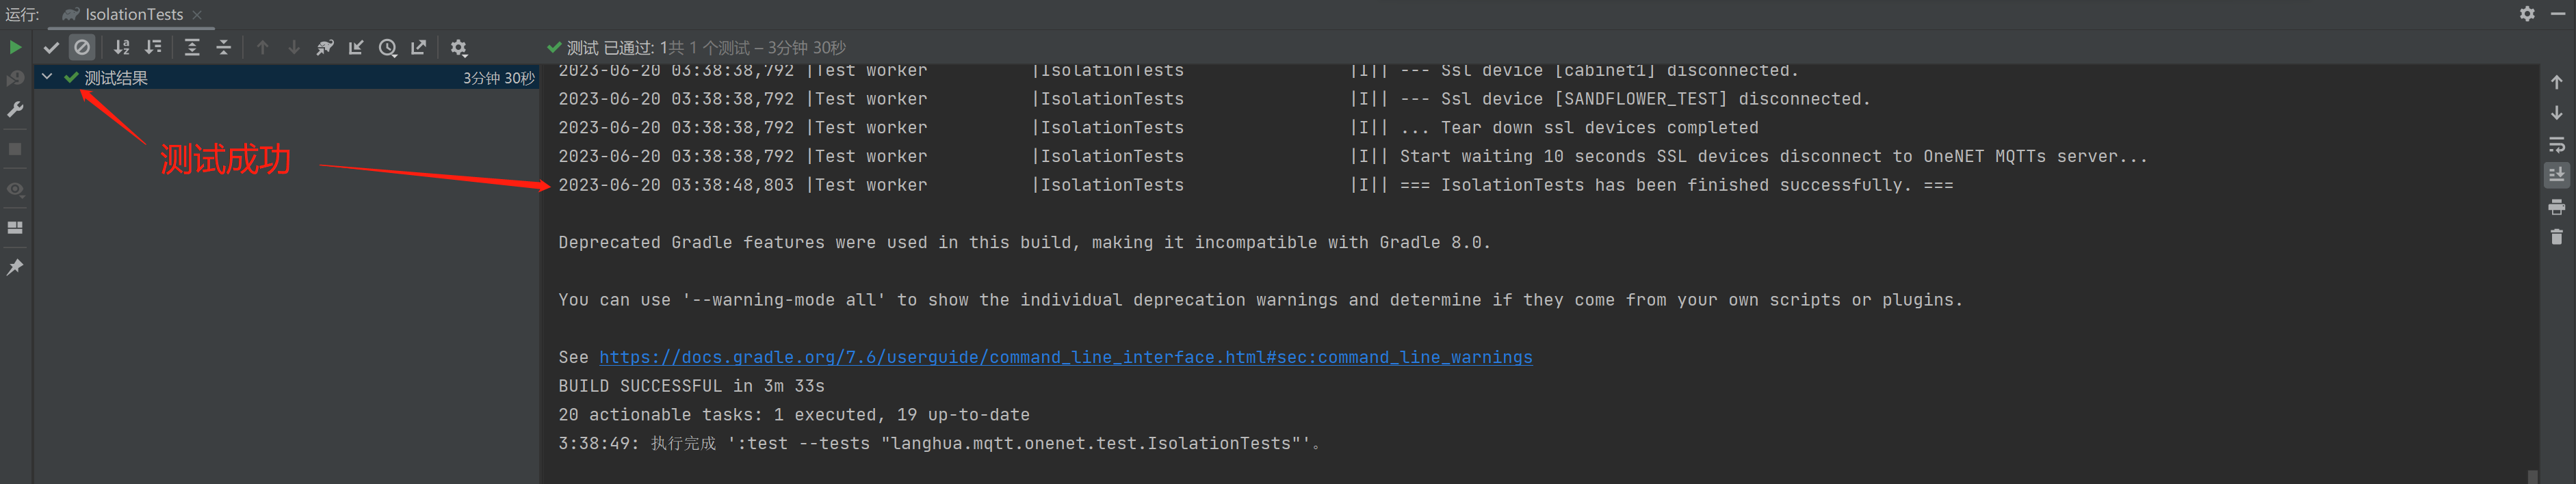 运行: IsolationTests
测试 已通过: 1共 1 个测试 – 3分钟 30秒
测试结果 3分钟 30秒
测试成功
2023-06-20 03:38:38,792 |Test worker |IsolationTests |I|| --- Ssl device [cabinet1] disconnected.
2023-06-20 03:38:38,792 |Test worker |IsolationTests |I|| --- Ssl device [SANDFLOWER_TEST] disconnected.
2023-06-20 03:38:38,792 |Test worker |IsolationTests |I|| ... Tear down ssl devices completed
2023-06-20 03:38:38,792 |Test worker |IsolationTests |I|| Start waiting 10 seconds SSL devices disconnect to OneNET MQTTs server...
2023-06-20 03:38:48,803 |Test worker |IsolationTests |I|| === IsolationTests has been finished successfully. ===
Deprecated Gradle features were used in this build, making it incompatible with Gradle 8.0.
You can use '--warning-mode all' to show the individual deprecation warnings and determine if they come from your own scripts or plugins.
See https://docs.gradle.org/7.6/userguide/command_line_interface.html#sec:command_line_warnings
BUILD SUCCESSFUL in 3m 33s
20 actionable tasks: 1 executed, 19 up-to-date
3:38:49: 执行完成 ':test --tests "langhua.mqtt.onenet.test.IsolationTests"'。